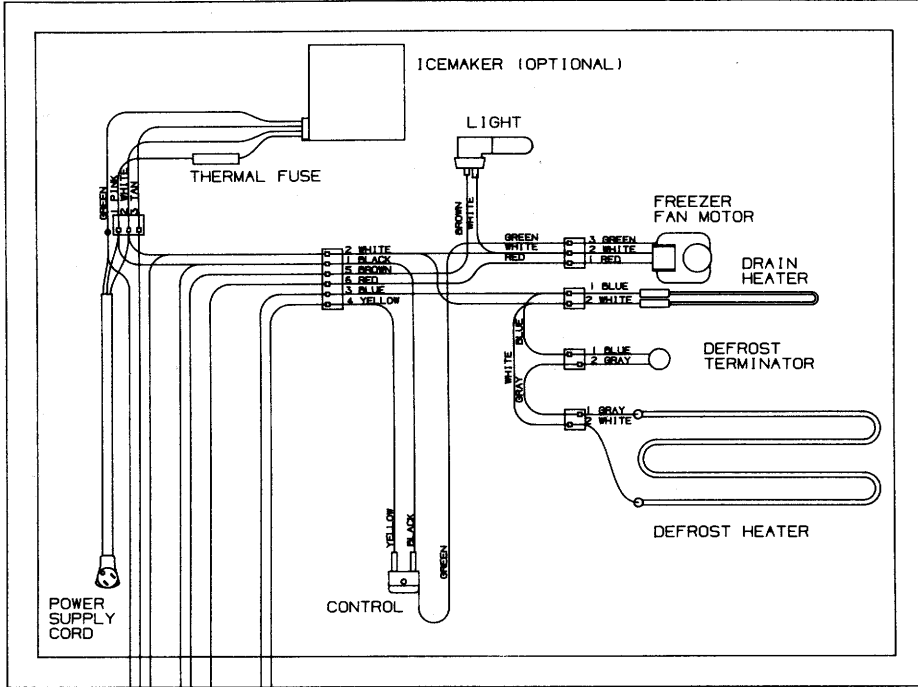 ICEMAKER (OPTIONAL)
LIGHT
THERMAL FUSE
GREEN
1 PINK
2 WHITE
3 TAN
BROWN
WHITE
FREEZER
FAN MOTOR
GREEN
WHITE
RED
3 GREEN
2 WHITE
1 RED
2 WHITE
1 BLACK
5 BROWN
6 RED
3 BLUE
4 YELLOW
DRAIN
HEATER
1 BLUE
2 WHITE
BLUE
WHITE
GRAY
1 BLUE
2 GRAY
DEFROST
TERMINATOR
1 GRAY
2 WHITE
DEFROST HEATER
YELLOW
BLACK
GREEN
CONTROL
POWER
SUPPLY
CORD